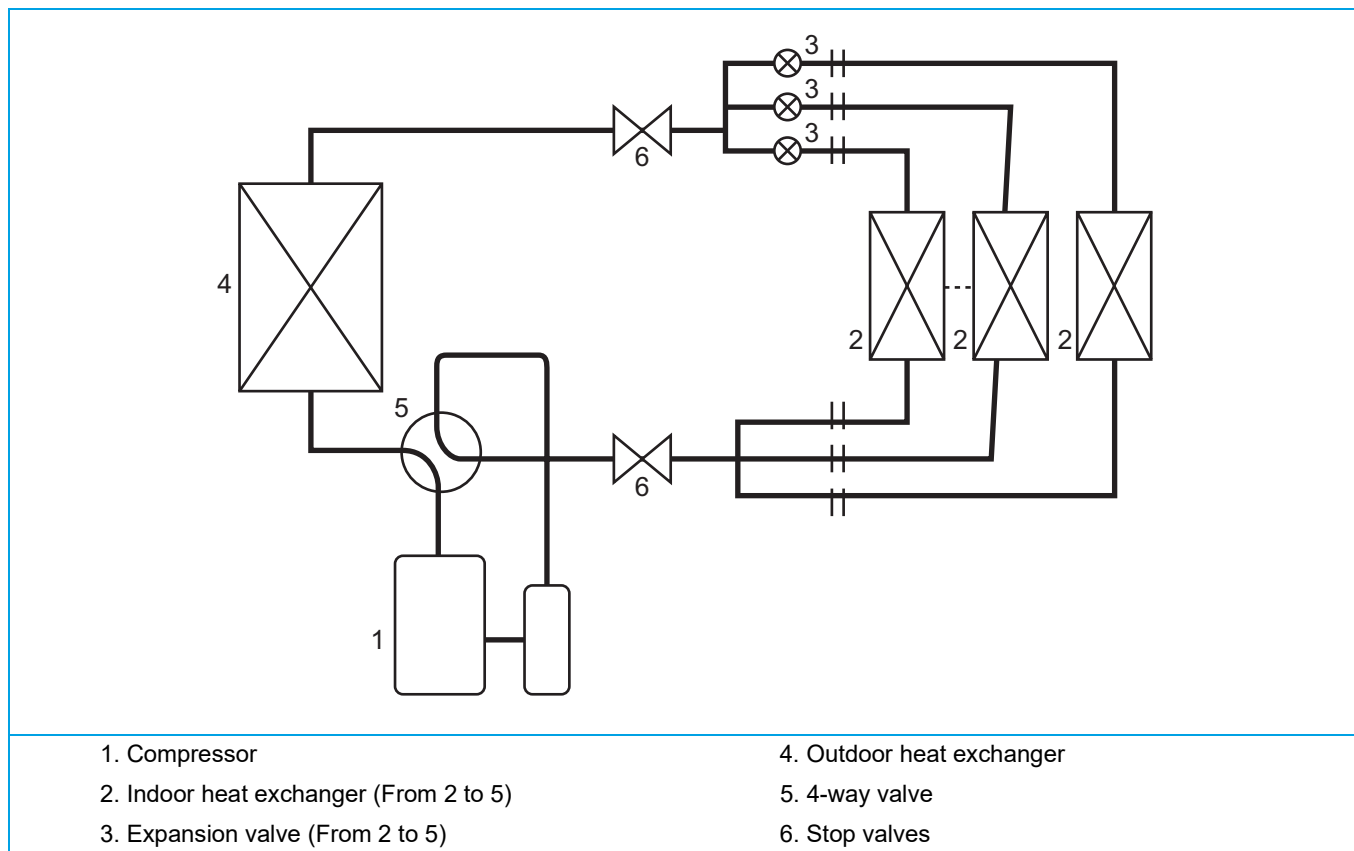 3
3
3
6
4
2
2
2
5
6
1
1. Compressor
2. Indoor heat exchanger (From 2 to 5)
3. Expansion valve (From 2 to 5)
4. Outdoor heat exchanger
5. 4-way valve
6. Stop valves